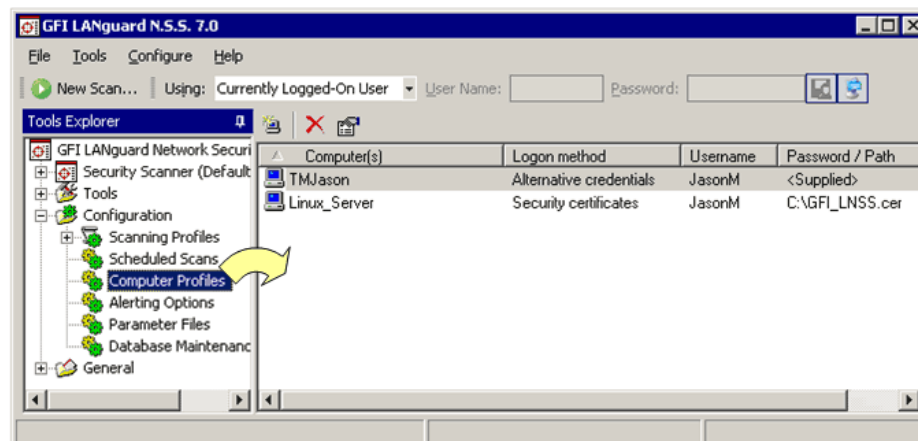 GFI LANguard N.S.S. 7.0
File Tools Configure Help
New Scan... Using: Currently Logged-On User User Name: Password:
Tools Explorer
GFI LANguard Network Securi
Security Scanner (Default
Tools
Configuration
Scanning Profiles
Scheduled Scans
Computer Profiles
Alerting Options
Parameter Files
Database Maintenanc
General
Computer(s) Logon method Username Password / Path
TMJason Alternative credentials JasonM <Supplied>
Linux_Server Security certificates JasonM C:\GFI_LNSS.cer